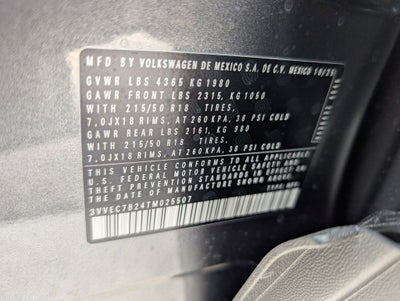 MFD BY VOLKSWAGEN DE MEXICO S.A. DE C.V. MEXICO 10/25
GVWR LBS 4365 KG 1980
GAWR FRONT LBS 2315, KG 1050
WITH 215/50 R18 TIRES,
7,0JX18 RIMS, AT 260 KPA, 38 PSI COLD
GAWR REAR LBS 2161, KG 980
WITH 215/50 R18 TIRES,
7,0JX18 RIMS, AT 260KPA, 38 PSI COLD
THIS VEHICLE CONFORMS TO ALL APPLICABLE
U.S. FEDERAL MOTOR VEHICLE SAFETY AND
THEFT PREVENTION STANDARDS IN EFFECT ON
THE DATE OF MANUFACTURE SHOWN ABOVE.
3VVEC7B24TM025507